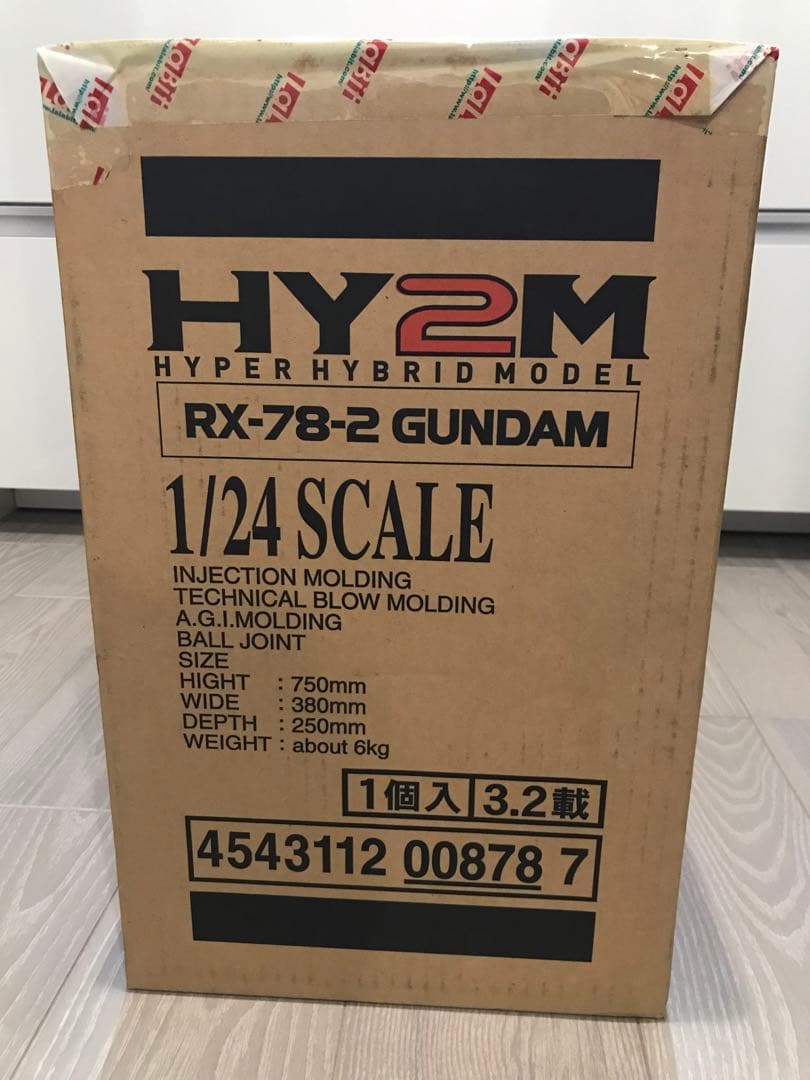 HY2M
HYPER HYBRID MODEL
RX-78-2 GUNDAM
1/24 SCALE
INJECTION MOLDING
TECHNICAL BLOW MOLDING
A.G.I.MOLDING
BALL JOINT
SIZE
HIGHT : 750mm
WIDE : 380mm
DEPTH : 250mm
WEIGHT : about 6kg
1個入 3.2載
4543112 00878 7